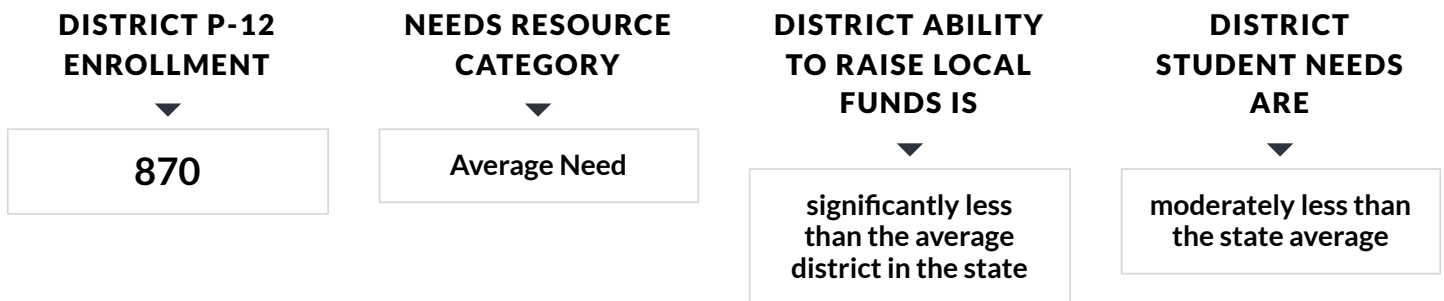 DISTRICT P-12
ENROLLMENT
870
NEEDS RESOURCE
CATEGORY
Average Need
DISTRICT ABILITY
TO RAISE LOCAL
FUNDS IS
significantly less
than the average
district in the state
DISTRICT
STUDENT NEEDS
ARE
moderately less than
the state average